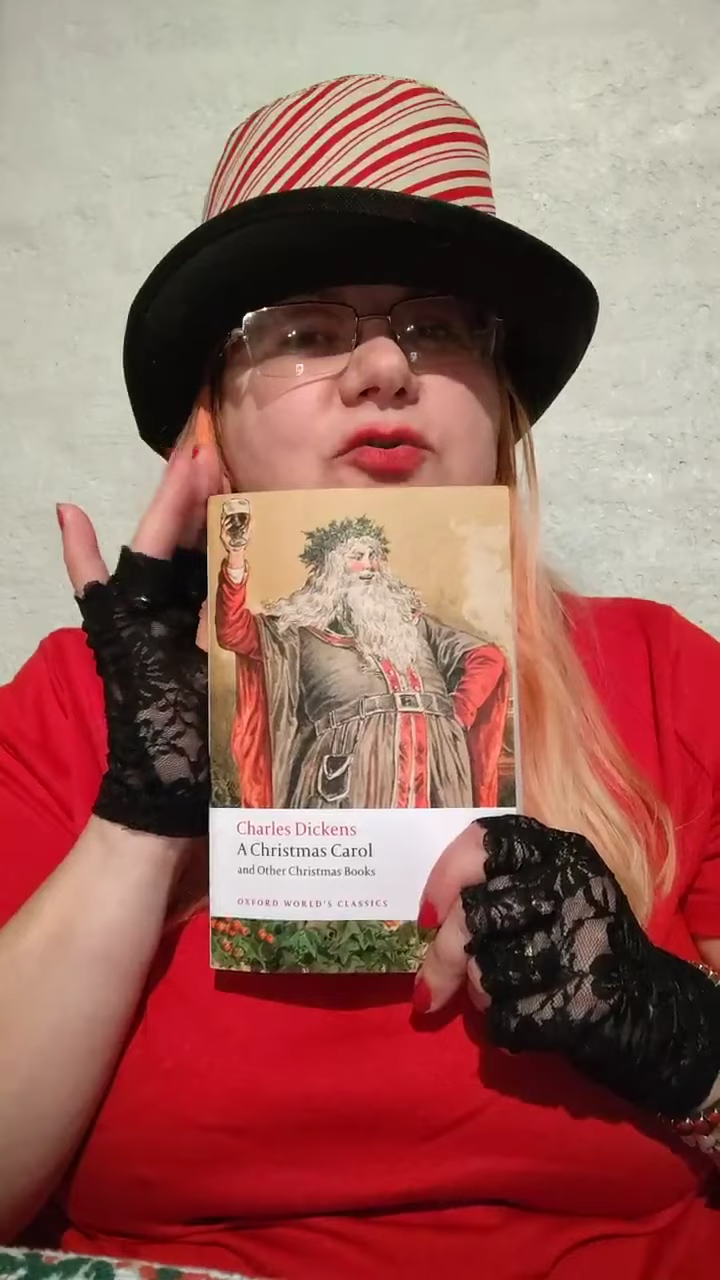 Charles Dickens
A Christmas Carol
and Other Christmas Books
OXFORD WORLD'S CLASSICS